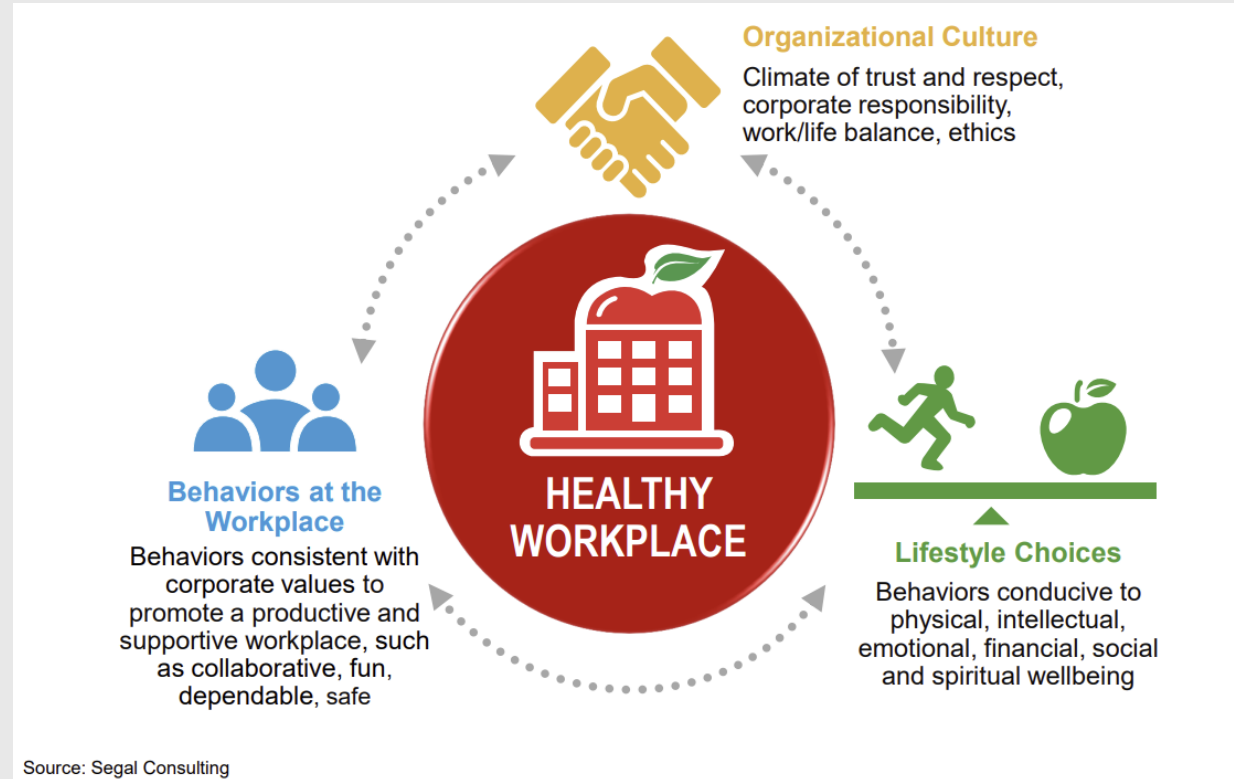 Organizational Culture
Climate of trust and respect,
corporate responsibility,
work/life balance, ethics
HEALTHY
WORKPLACE
Behaviors at the
Workplace
Behaviors consistent with
corporate values to
promote a productive and
supportive workplace, such
as collaborative, fun,
dependable, safe
Lifestyle Choices
Behaviors conducive to
physical, intellectual,
emotional, financial, social
and spiritual wellbeing
Source: Segal Consulting